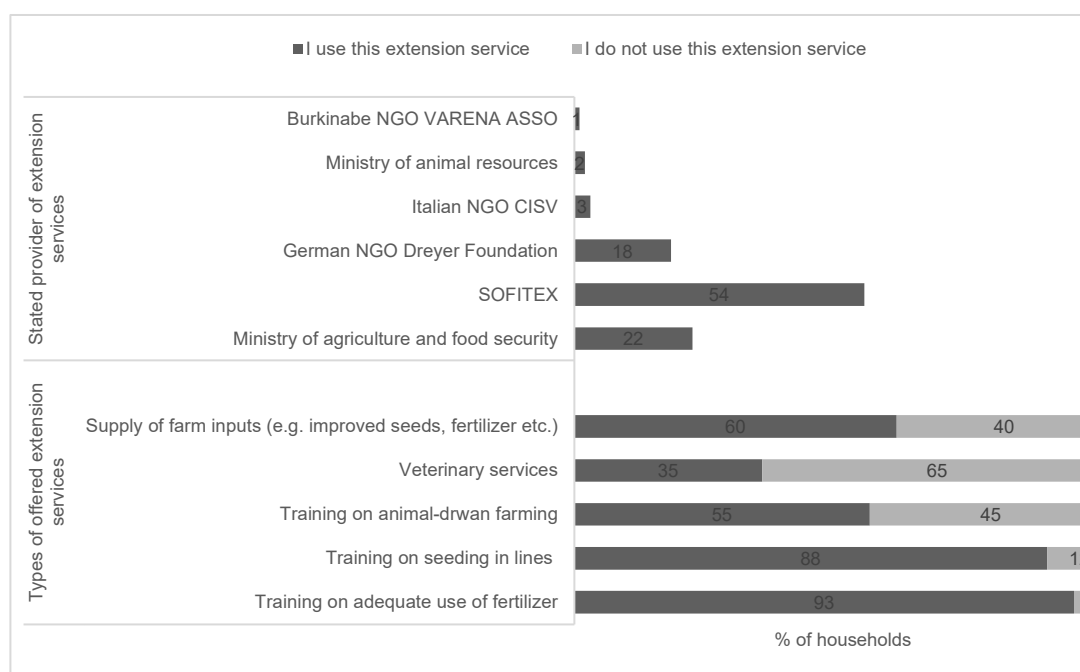 I use this extension service
I do not use this extension service
Stated provider of extension
services
Burkinabe NGO VARENA ASSO
1
Ministry of animal resources
2
Italian NGO CISV
3
German NGO Dreyer Foundation
18
SOFITEX
54
Ministry of agriculture and food security
22
Types of offered extension
services
Supply of farm inputs (e.g. improved seeds, fertilizer etc.)
60
40
Veterinary services
35
65
Training on animal-drwan farming
55
45
Training on seeding in lines
88
1
Training on adequate use of fertilizer
93
% of households